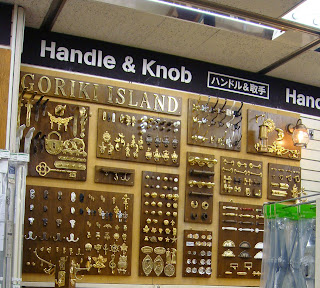 Handle & Knob
ハンドル&取手
Hand
GORIKI ISLAND